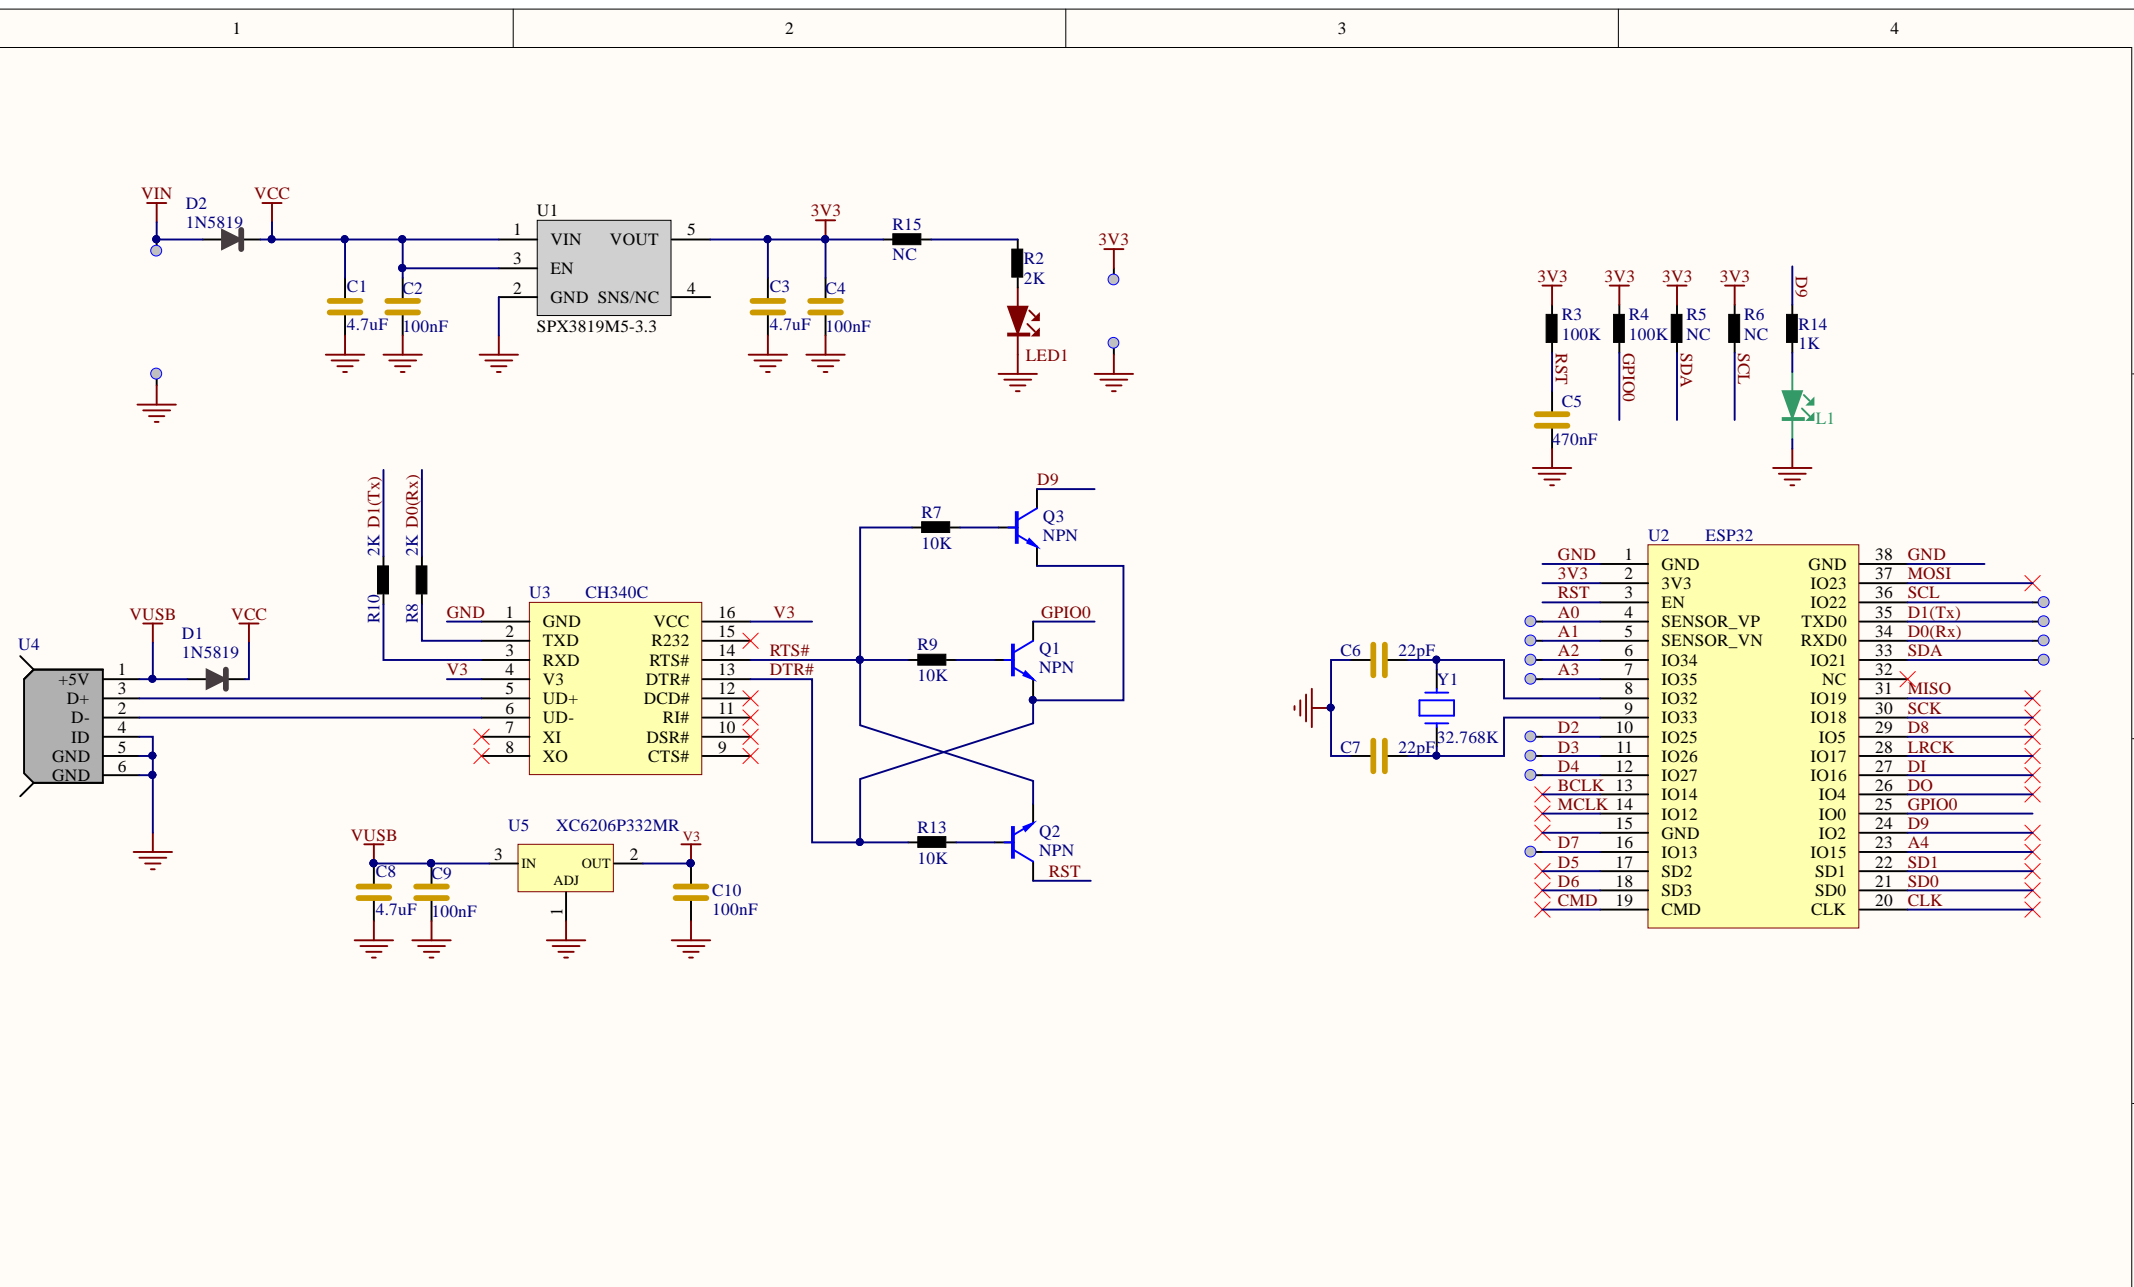 1
2
3
4
VIN
D2
1N5819
VCC
C1
4.7uF
C2
100nF
U1
1
VIN
VOUT
5
3
EN
2
GND
SNS/NC
4
SPX3819M5-3.3
3V3
C3
4.7uF
C4
100nF
R15
NC
R2
2K
LED1
3V3
3V3
R3
100K
RST
C5
470nF
3V3
R4
100K
GPIO0
3V3
R5
NC
SDA
3V3
R6
NC
SCL
D9
R14
1K
L1
R10
2K
D1(Tx)
R8
2K
D0(Rx)
U4
+5V 1
D+ 3
D- 2
ID 4
GND 5
GND 6
VUSB
D1
1N5819
VCC
U3
CH340C
GND 1 GND
2 TXD
3 RXD
V3 4 V3
5 UD+
6 UD-
7 XI
8 XO
VCC 16 V3
R232 15
RTS# 14 RTS#
DTR# 13 DTR#
DCD# 12
RI# 11
DSR# 10
CTS# 9
R7
10K
D9
Q3
NPN
R9
10K
GPIO0
Q1
NPN
R13
10K
Q2
NPN
RST
VUSB
C8
4.7uF
C9
100nF
U5
XC6206P332MR
3
IN
OUT
2
ADJ
1
V3
C10
100nF
C6
22pF
Y1
32.768K
C7
22pF
U2
ESP32
GND 1 GND
3V3 2 3V3
RST 3 EN
A0 4 SENSOR_VP
A1 5 SENSOR_VN
A2 6 IO34
A3 7 IO35
8 IO32
9 IO33
D2 10 IO25
D3 11 IO26
D4 12 IO27
BCLK 13 IO14
MCLK 14 IO12
15 GND
D7 16 IO13
D5 17 SD2
D6 18 SD3
CMD 19 CMD
GND 38 GND
IO23 37 MOSI
IO22 36 SCL
TXD0 35 D1(Tx)
RXD0 34 D0(Rx)
IO21 33 SDA
NC 32
IO19 31 MISO
IO18 30 SCK
IO5 29 D8
IO17 28 LRCK
IO16 27 DI
IO4 26 DO
IO0 25 GPIO0
IO2 24 D9
IO15 23 A4
SD1 22 SD1
SD0 21 SD0
CLK 20 CLK